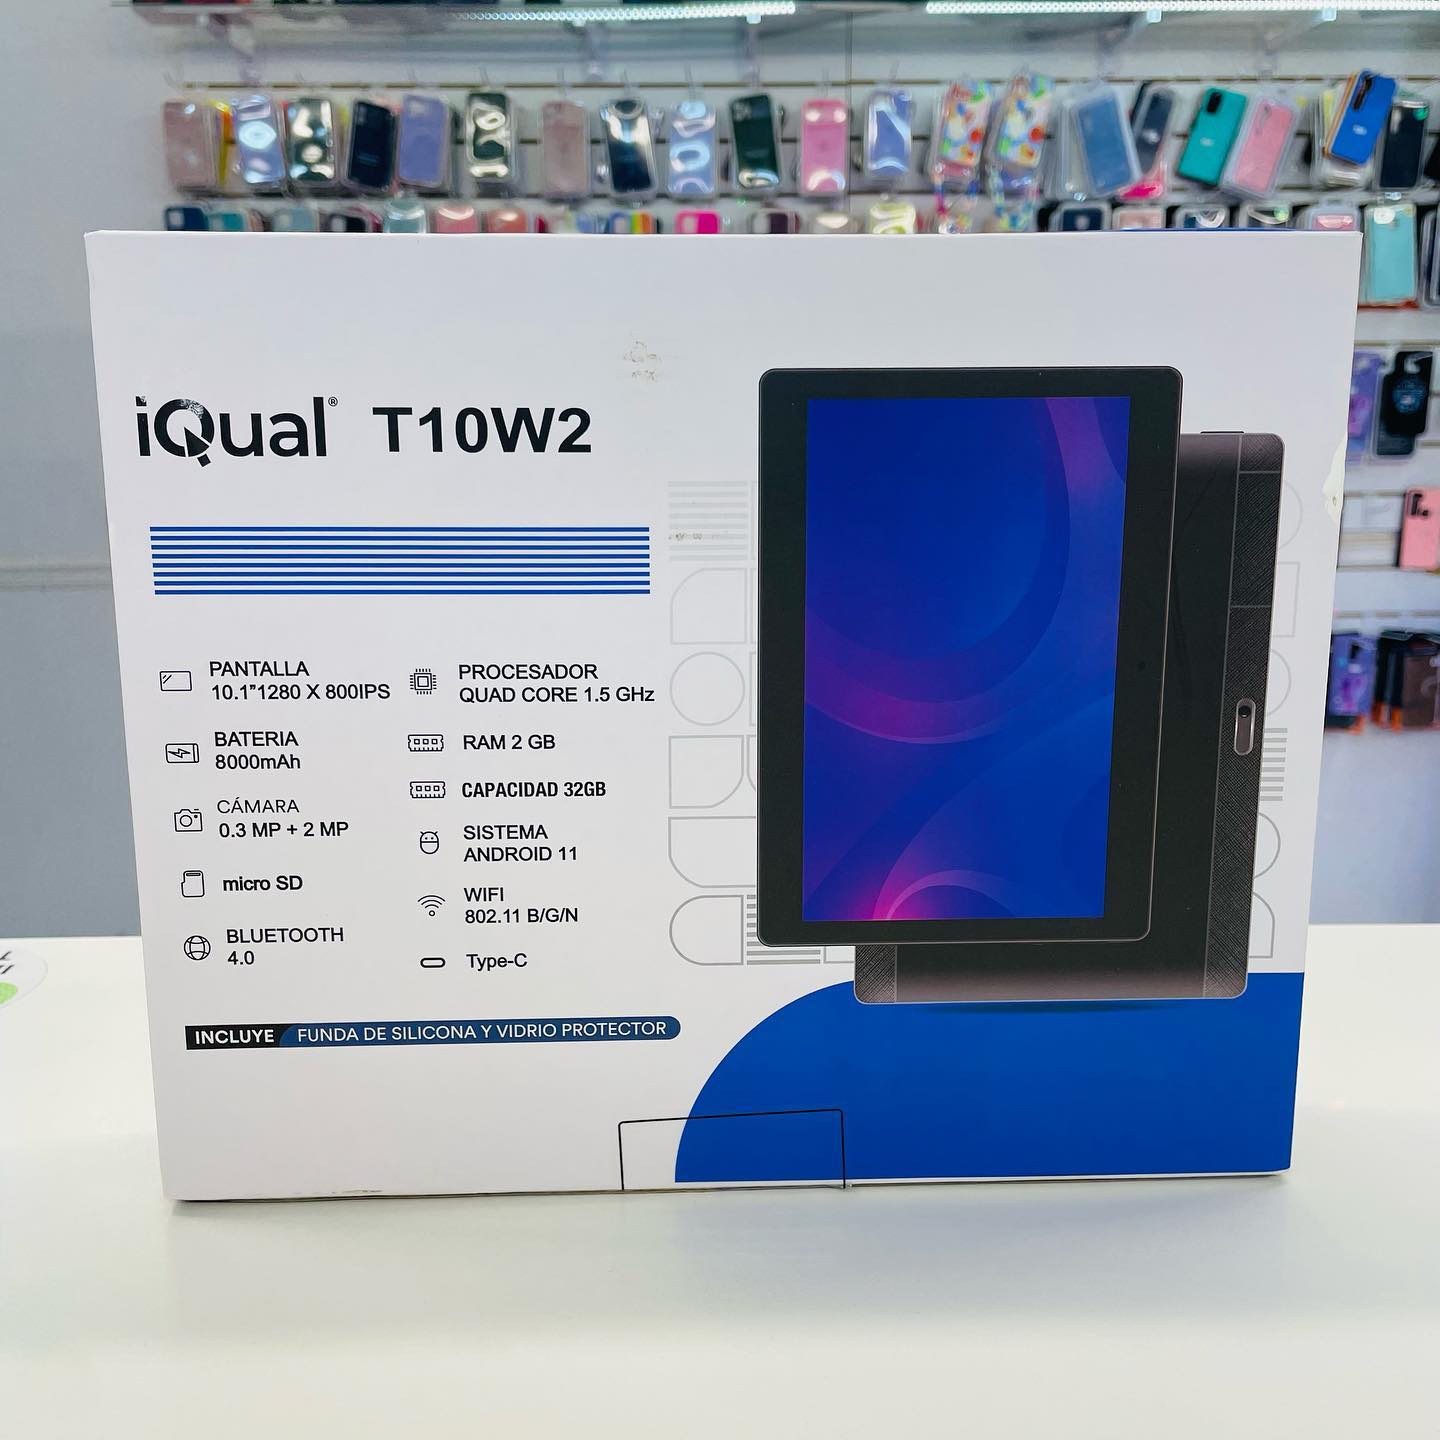 iQual® T10W2
PANTALLA
10.1"1280 X 800IPS
BATERIA
8000mAh
CÁMARA
0.3 MP + 2 MP
micro SD
BLUETOOTH
4.0
PROCESADOR
QUAD CORE 1.5 GHz
RAM 2 GB
CAPACIDAD 32GB
SISTEMA
ANDROID 11
WIFI
802.11 B/G/N
Type-C
INCLUYE FUNDA DE SILICONA Y VIDRIO PROTECTOR